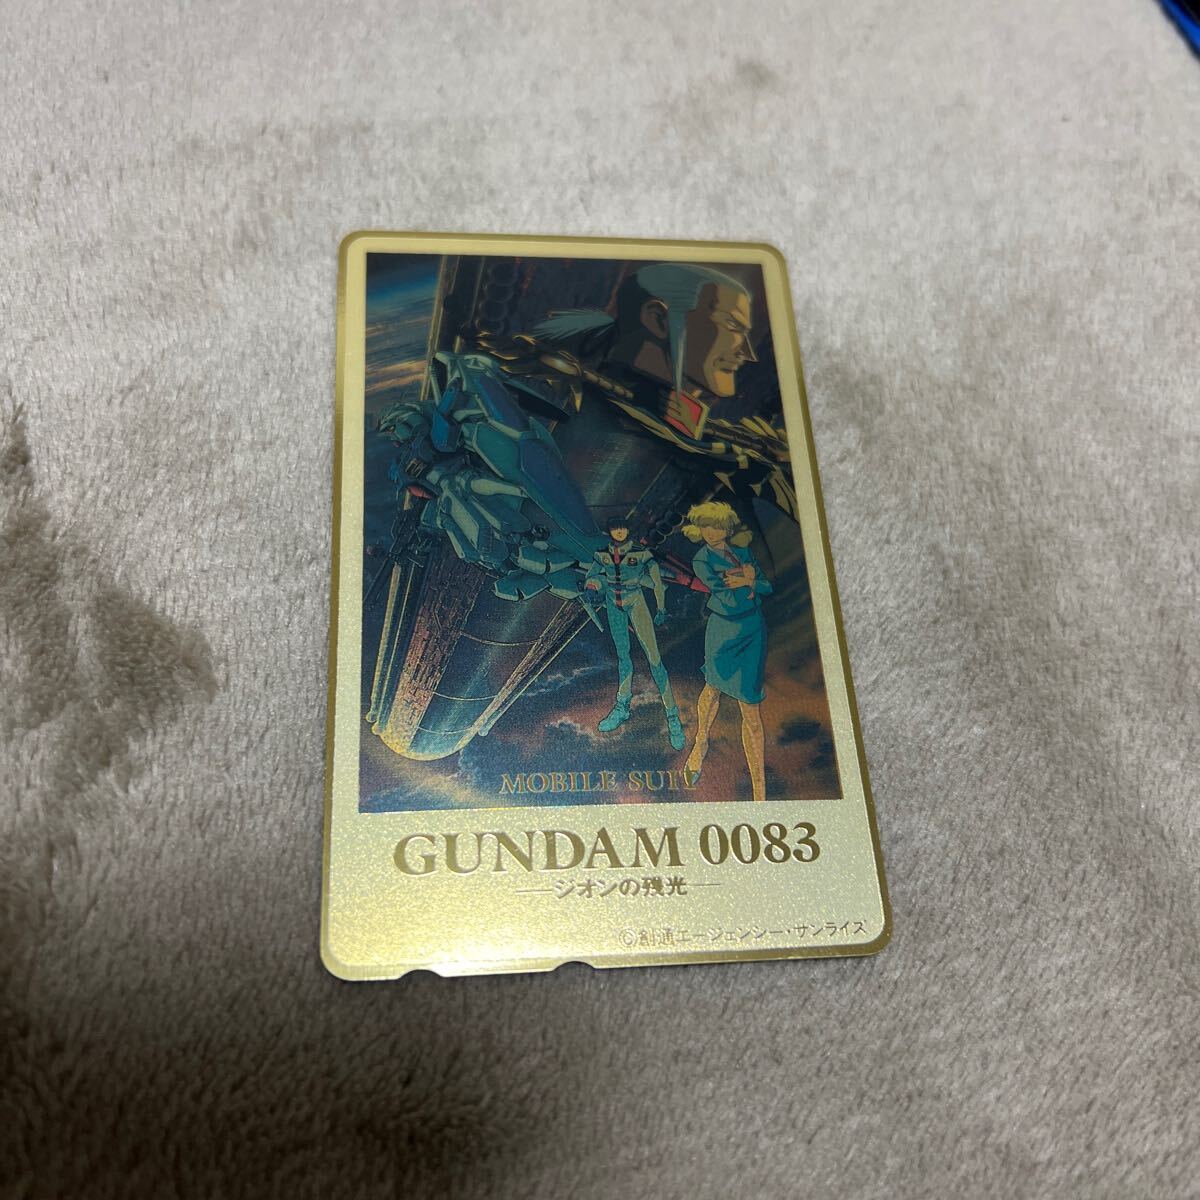 MOBILE SUIT
GUNDAM 0083
—ジオンの残光—
©創通エージェンシー・サンライズ